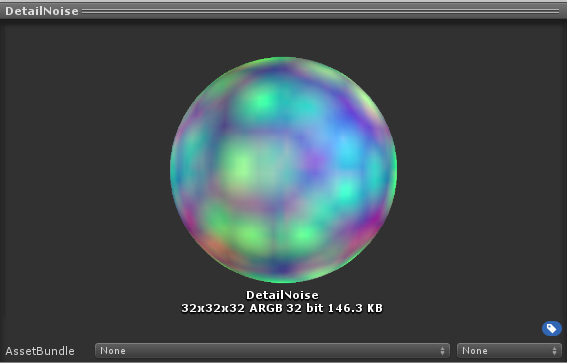 DetailNoise
DetailNoise
32x32x32 ARGB 32 bit 146.3 KB
AssetBundle None None